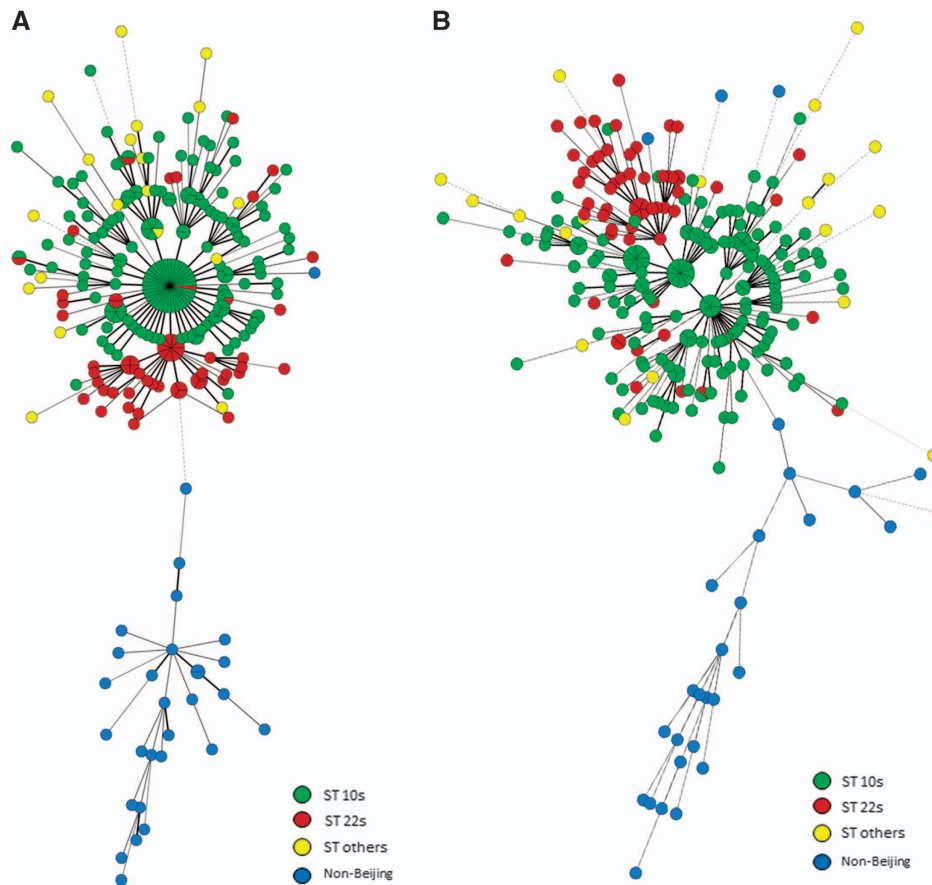 A
B
ST 10s
ST 22s
ST others
Non-Beijing
ST 10s
ST 22s
ST others
Non-Beijing